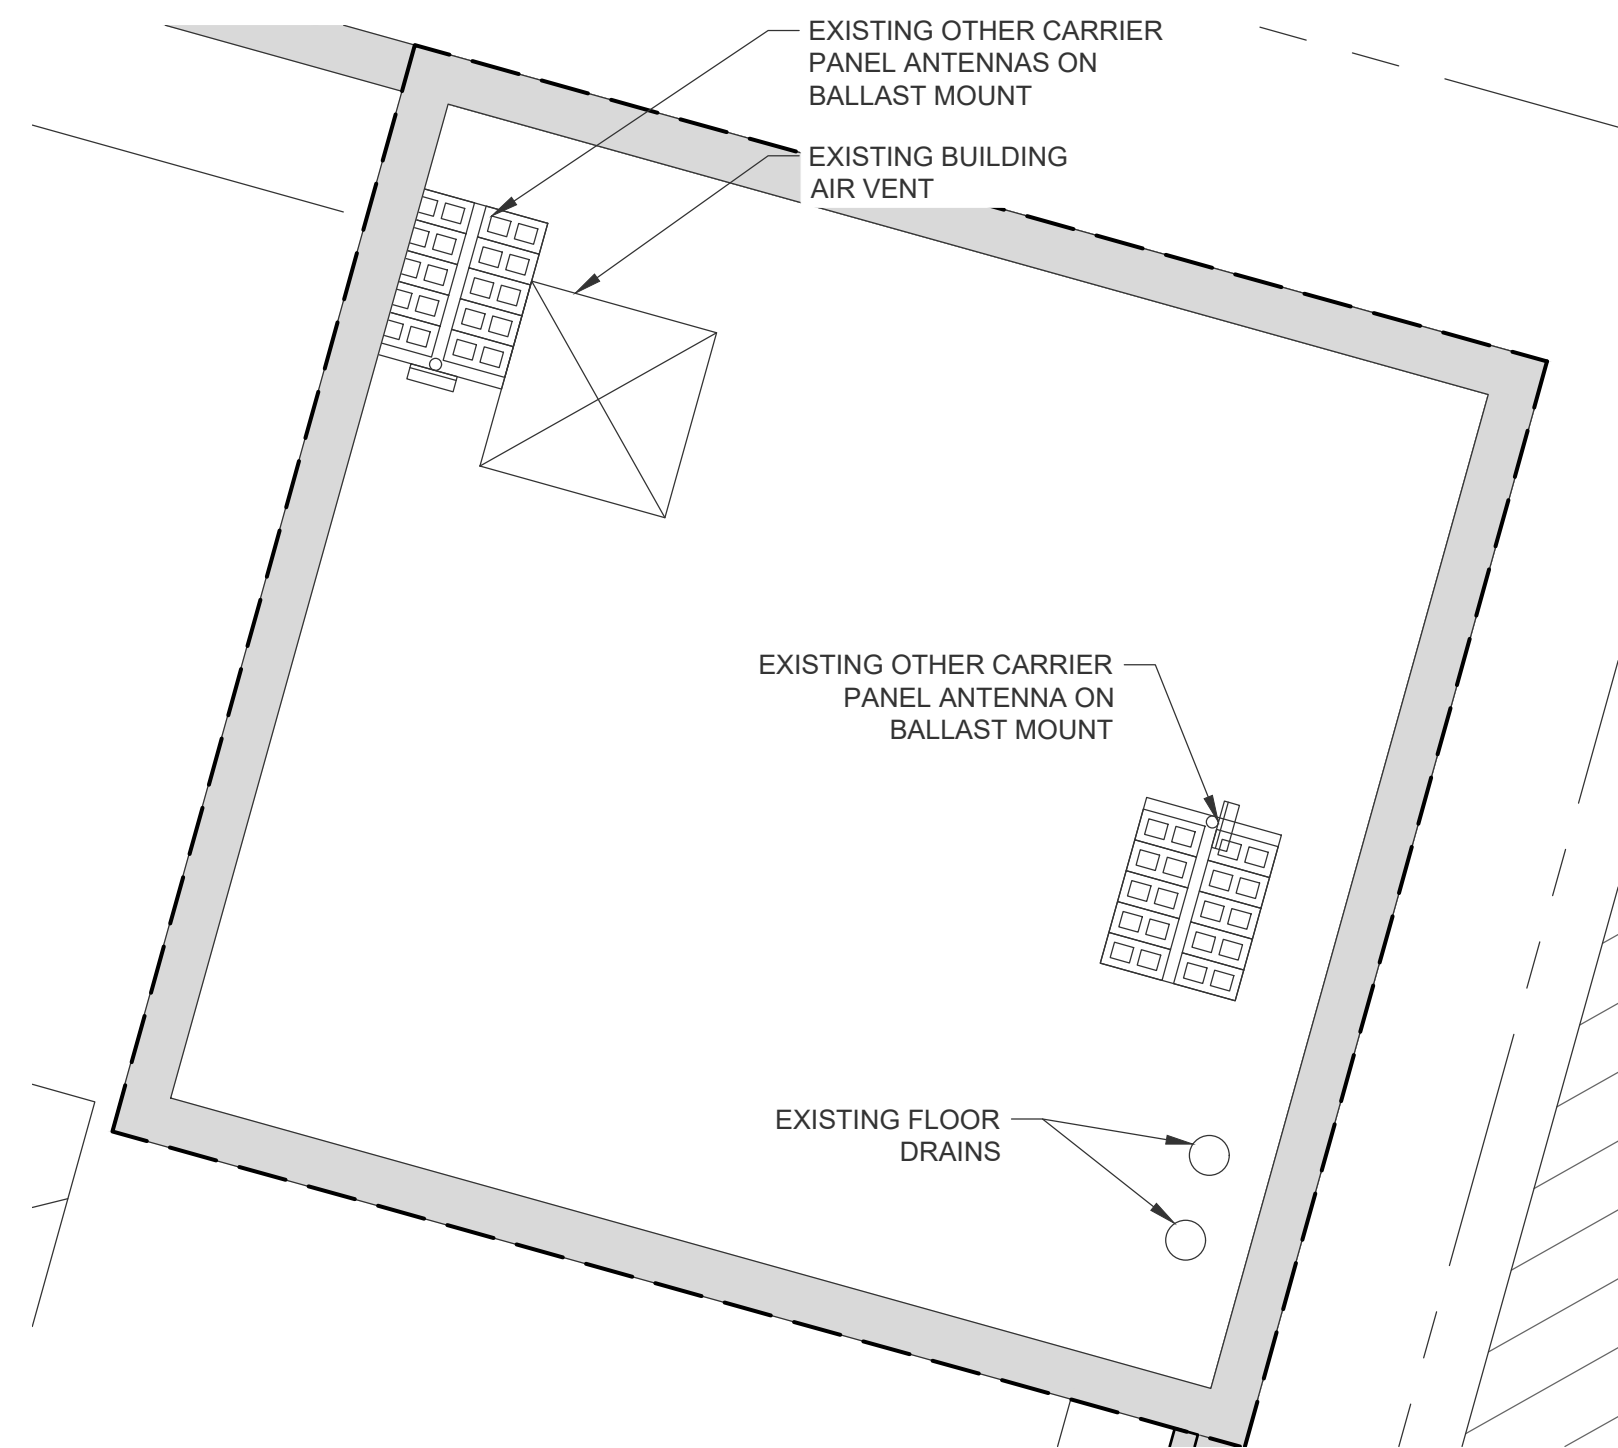 EXISTING OTHER CARRIER
PANEL ANTENNAS ON
BALLAST MOUNT
EXISTING BUILDING
AIR VENT
EXISTING OTHER CARRIER
PANEL ANTENNA ON
BALLAST MOUNT
EXISTING FLOOR
DRAINS